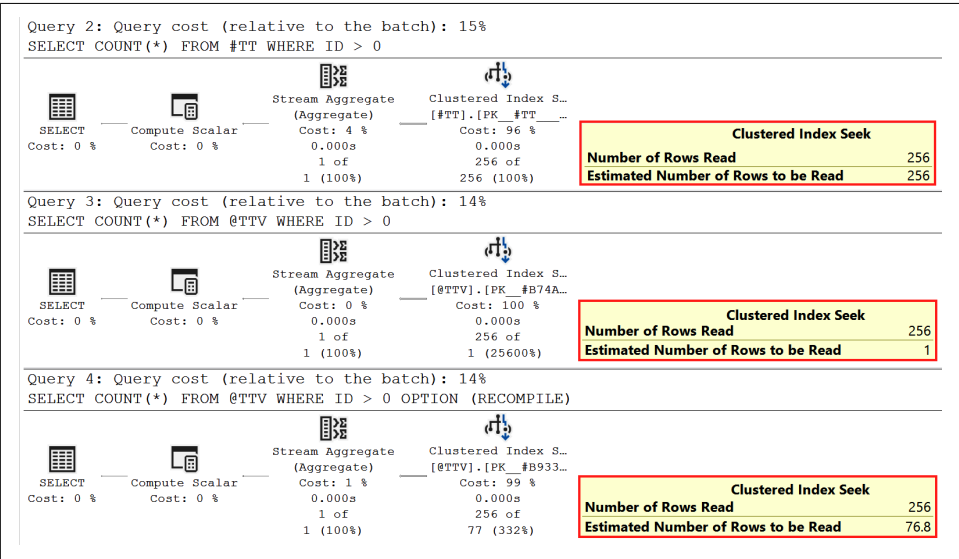 Query 2: Query cost (relative to the batch): 15%
SELECT COUNT(*) FROM #TT WHERE ID > 0
SELECT
Cost: 0 %
Compute Scalar
Cost: 0 %
Stream Aggregate
(Aggregate)
Cost: 4 %
0.000s
1 of
1 (100%)
Clustered Index S…
[#TT].[PK__#TT___…
Cost: 96 %
0.000s
256 of
256 (100%)
Clustered Index Seek
Number of Rows Read 256
Estimated Number of Rows to be Read 256
Query 3: Query cost (relative to the batch): 14%
SELECT COUNT(*) FROM @TTV WHERE ID > 0
SELECT
Cost: 0 %
Compute Scalar
Cost: 0 %
Stream Aggregate
(Aggregate)
Cost: 0 %
0.000s
1 of
1 (100%)
Clustered Index S…
[@TTV].[PK__#B74A…
Cost: 100 %
0.000s
256 of
1 (25600%)
Clustered Index Seek
Number of Rows Read 256
Estimated Number of Rows to be Read 1
Query 4: Query cost (relative to the batch): 14%
SELECT COUNT(*) FROM @TTV WHERE ID > 0 OPTION (RECOMPILE)
SELECT
Cost: 0 %
Compute Scalar
Cost: 0 %
Stream Aggregate
(Aggregate)
Cost: 1 %
0.000s
1 of
1 (100%)
Clustered Index S…
[@TTV].[PK__#B933…
Cost: 99 %
0.000s
256 of
77 (332%)
Clustered Index Seek
Number of Rows Read 256
Estimated Number of Rows to be Read 76.8